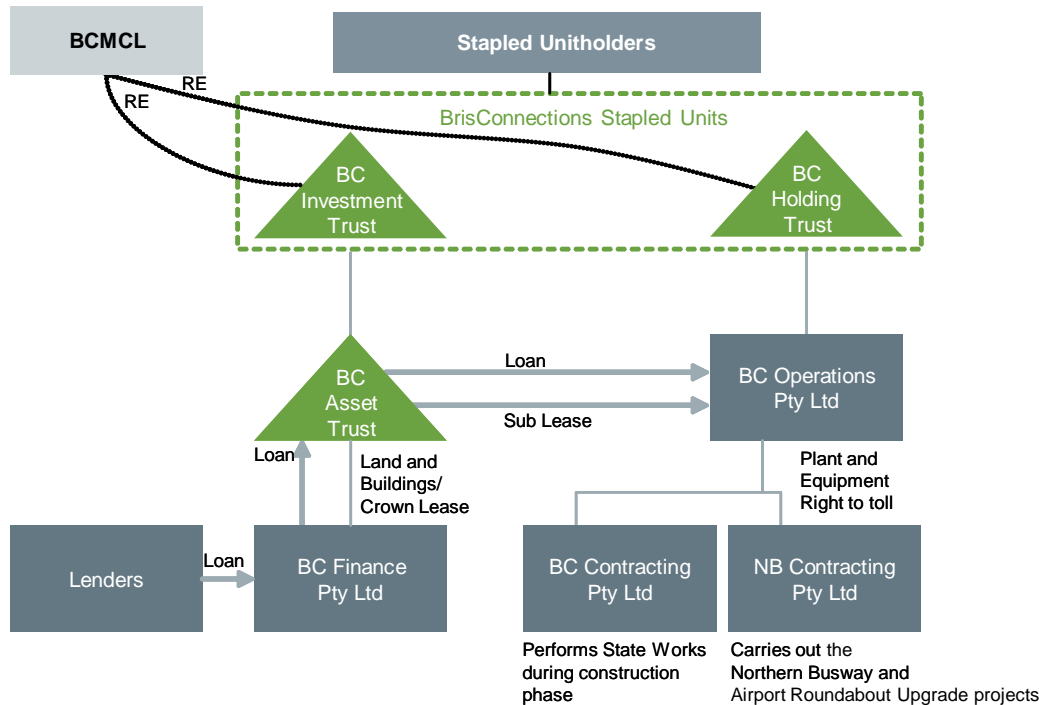 BCMCL
Stapled Unitholders
RE
RE
BrisConnections Stapled Units
BC
Investment
Trust
BC
Holding
Trust
BC
Asset
Trust
Loan
Sub Lease
BC Operations
Pty Ltd
Loan
Land and
Buildings/
Crown Lease
Plant and
Equipment
Right to toll
Lenders
Loan
BC Finance
Pty Ltd
BC Contracting
Pty Ltd
NB Contracting
Pty Ltd
Performs State Works
during construction
phase
Carries out the
Northern Busway and
Airport Roundabout Upgrade projects